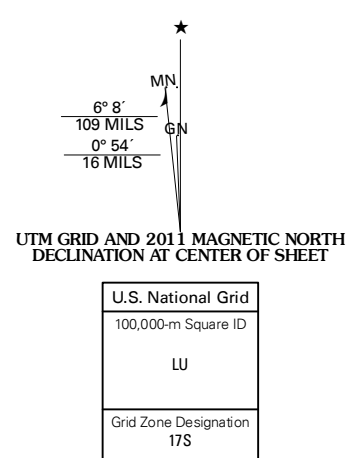 ★
MN.
6° 8´
109 MILS
GN
0° 54´
16 MILS
UTM GRID AND 2011 MAGNETIC NORTH
DECLINATION AT CENTER OF SHEET
U.S. National Grid
100,000-m Square ID
LU
Grid Zone Designation
17S